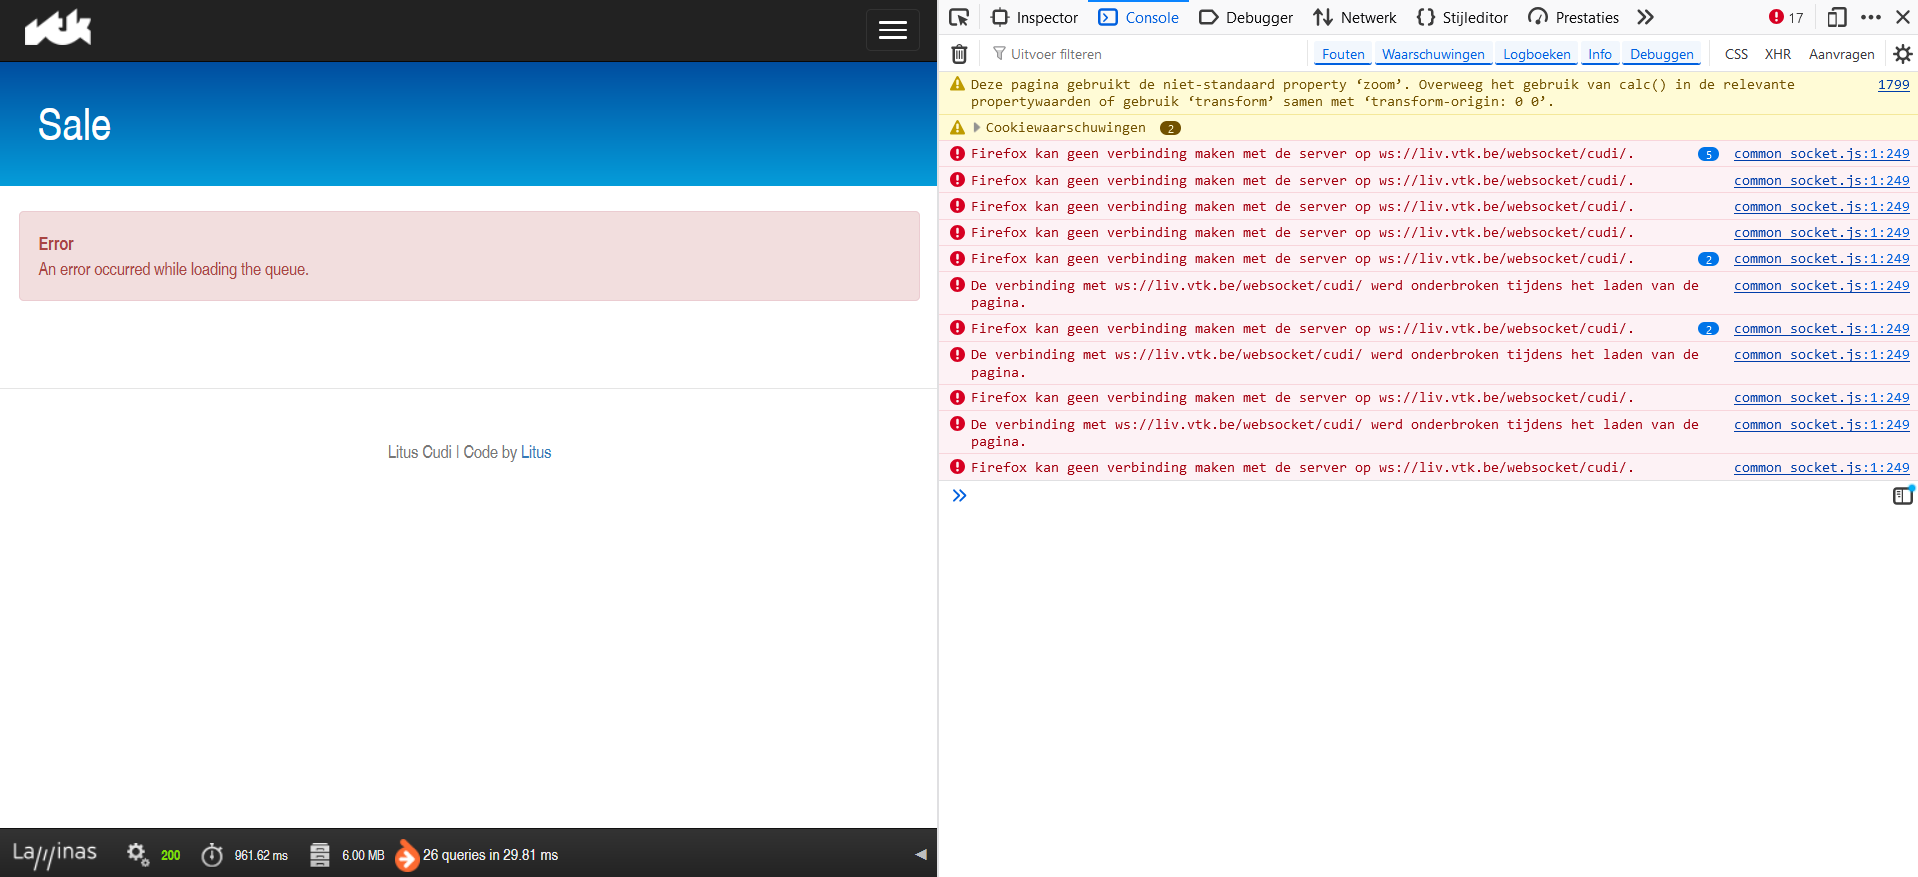 vtk
Sale
Error
An error occurred while loading the queue.
Litus Cudi | Code by Litus
Laminas 200 961.62 ms 6.00 MB 26 queries in 29.81 ms
Inspector Console Debugger Netwerk Stijleditor Prestaties 17
Uitvoer filteren Fouten Waarschuwingen Logboeken Info Debuggen CSS XHR Aanvragen
Deze pagina gebruikt de niet-standaard property ‘zoom’. Overweeg het gebruik van calc() in de relevante 1799
propertywaarden of gebruik ‘transform’ samen met ‘transform-origin: 0 0’.
Cookiewaarschuwingen 2
Firefox kan geen verbinding maken met de server op ws://liv.vtk.be/websocket/cudi/. 5 common_socket.js:1:249
Firefox kan geen verbinding maken met de server op ws://liv.vtk.be/websocket/cudi/. common_socket.js:1:249
Firefox kan geen verbinding maken met de server op ws://liv.vtk.be/websocket/cudi/. common_socket.js:1:249
Firefox kan geen verbinding maken met de server op ws://liv.vtk.be/websocket/cudi/. common_socket.js:1:249
Firefox kan geen verbinding maken met de server op ws://liv.vtk.be/websocket/cudi/. 2 common_socket.js:1:249
De verbinding met ws://liv.vtk.be/websocket/cudi/ werd onderbroken tijdens het laden van de common_socket.js:1:249
pagina.
Firefox kan geen verbinding maken met de server op ws://liv.vtk.be/websocket/cudi/. 2 common_socket.js:1:249
De verbinding met ws://liv.vtk.be/websocket/cudi/ werd onderbroken tijdens het laden van de common_socket.js:1:249
pagina.
Firefox kan geen verbinding maken met de server op ws://liv.vtk.be/websocket/cudi/. common_socket.js:1:249
De verbinding met ws://liv.vtk.be/websocket/cudi/ werd onderbroken tijdens het laden van de common_socket.js:1:249
pagina.
Firefox kan geen verbinding maken met de server op ws://liv.vtk.be/websocket/cudi/. common_socket.js:1:249